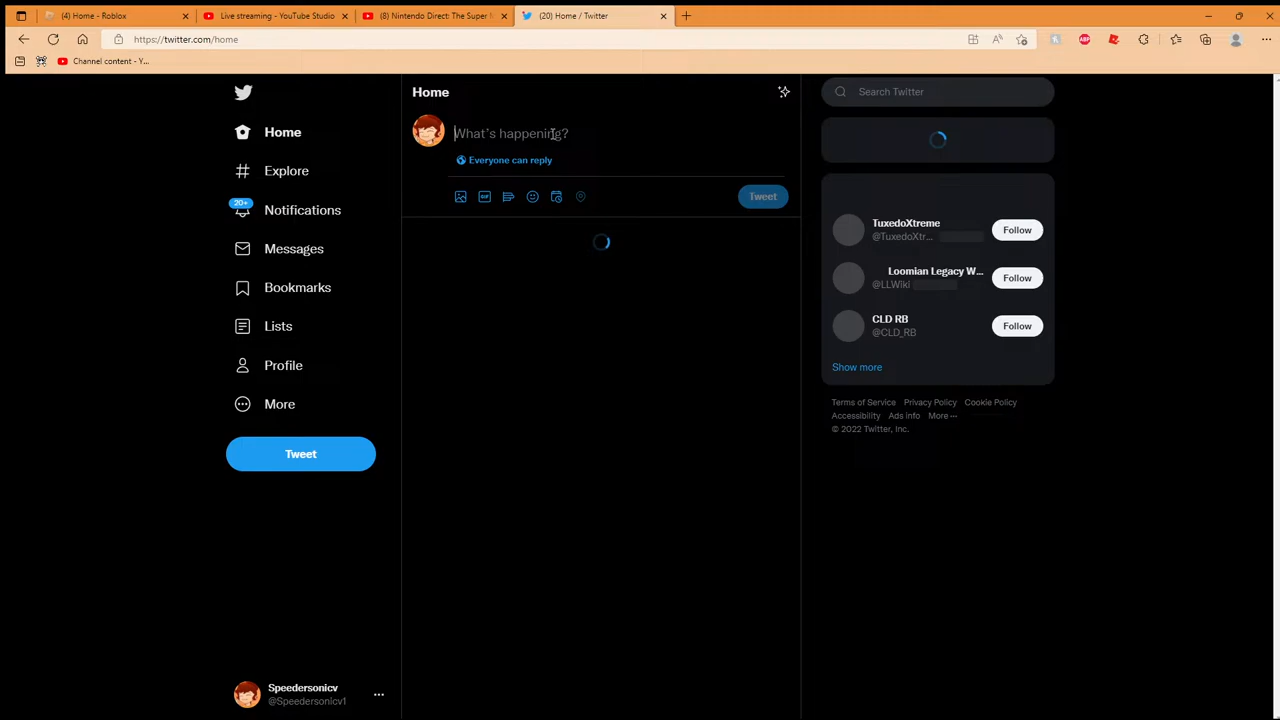 (4) Home - Roblox
Live streaming - YouTube Studio
(8) Nintendo Direct: The Super
(20) Home / Twitter
https://twitter.com/home
Channel content - Y...
Home
Explore
20+
Notifications
Messages
Bookmarks
Lists
Profile
More
Tweet
Speedersonicv
@Speedersonicv1
Home
What's happening?
Everyone can reply
GIF
Tweet
Search Twitter
TuxedoXtreme
@TuxedoXtr...
Follow
Loomian Legacy W...
@LLWiki
Follow
CLD RB
@CLD_RB
Follow
Show more
Terms of Service Privacy Policy Cookie Policy
Accessibility Ads info More ...
© 2022 Twitter, Inc.
ABP